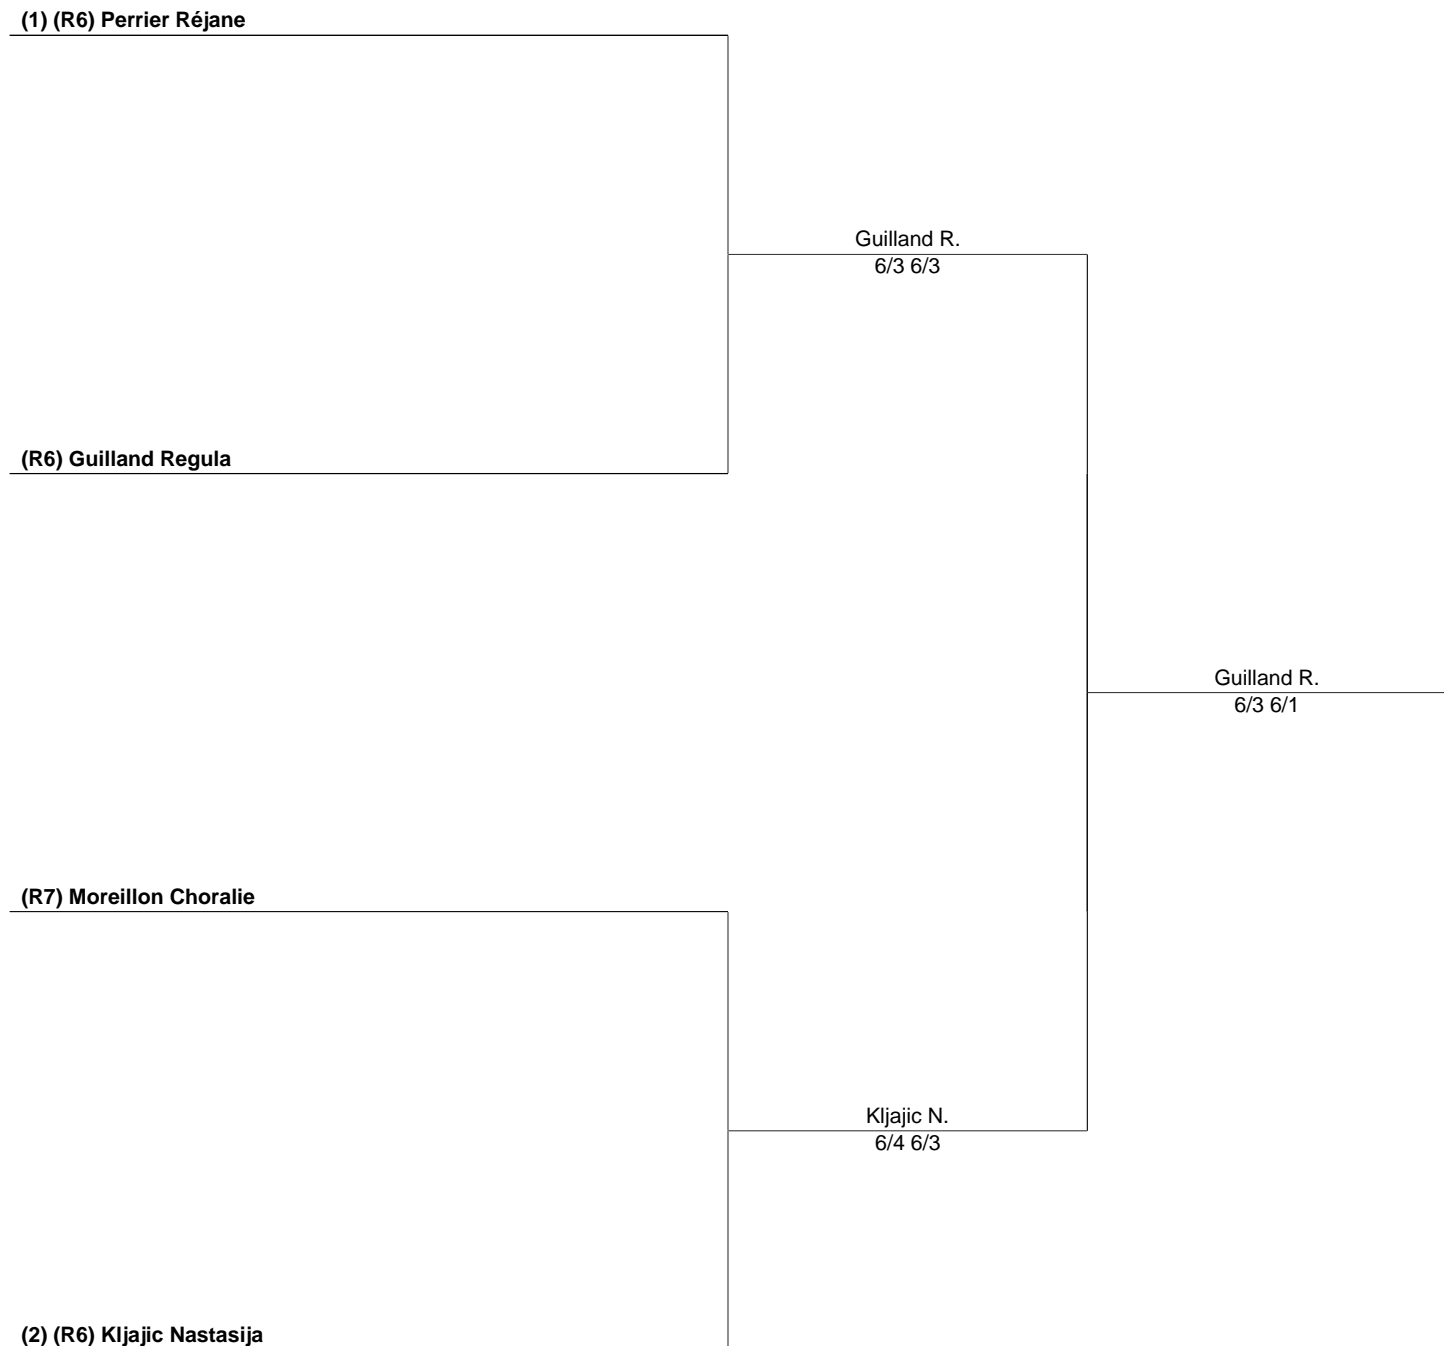 (1) (R6) Perrier Réjane
Guilland R.
6/3 6/3
(R6) Guilland Regula
Guilland R.
6/3 6/1
(R7) Moreillon Choralie
Kljajic N.
6/4 6/3
(2) (R6) Kljajic Nastasija